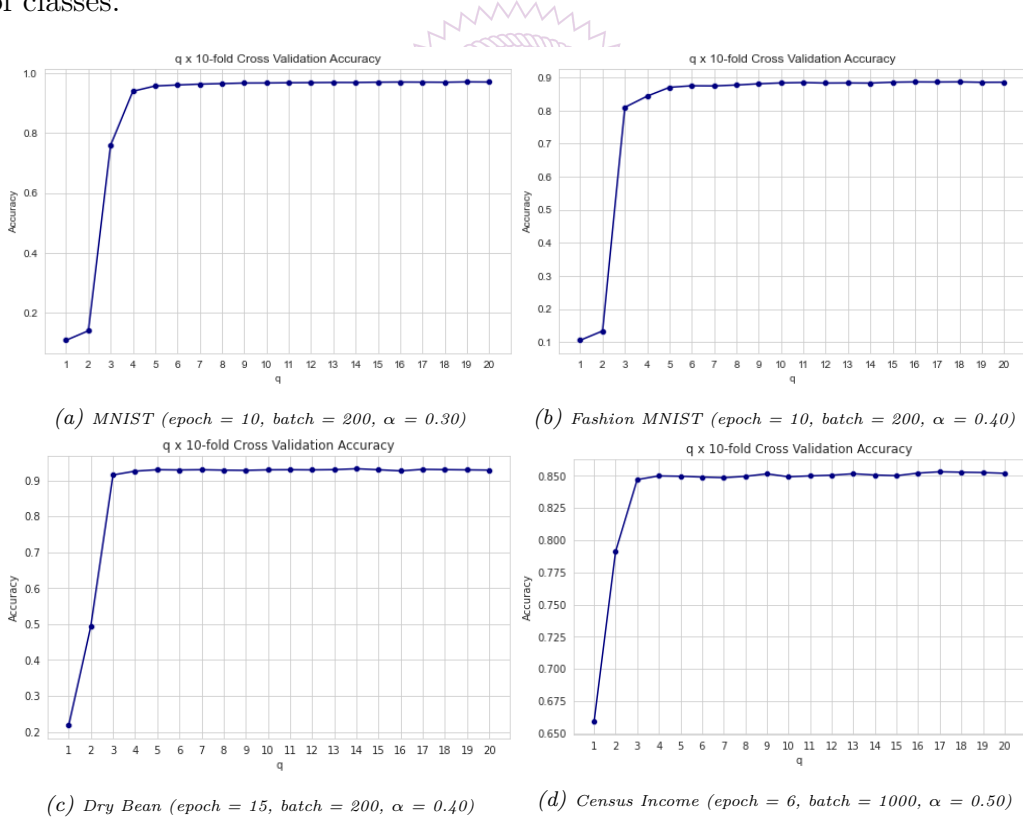 of classes.
q x 10-fold Cross Validation Accuracy
Accuracy
1.0
0.8
0.6
0.4
0.2
1 2 3 4 5 6 7 8 9 10 11 12 13 14 15 16 17 18 19 20
q
(a) MNIST (epoch = 10, batch = 200, α = 0.30)
q x 10-fold Cross Validation Accuracy
Accuracy
0.9
0.8
0.7
0.6
0.5
0.4
0.3
0.2
0.1
1 2 3 4 5 6 7 8 9 10 11 12 13 14 15 16 17 18 19 20
q
(b) Fashion MNIST (epoch = 10, batch = 200, α = 0.40)
q x 10-fold Cross Validation Accuracy
Accuracy
0.9
0.8
0.7
0.6
0.5
0.4
0.3
0.2
1 2 3 4 5 6 7 8 9 10 11 12 13 14 15 16 17 18 19 20
q
(c) Dry Bean (epoch = 15, batch = 200, α = 0.40)
q x 10-fold Cross Validation Accuracy
Accuracy
0.850
0.825
0.800
0.775
0.750
0.725
0.700
0.675
0.650
1 2 3 4 5 6 7 8 9 10 11 12 13 14 15 16 17 18 19 20
q
(d) Census Income (epoch = 6, batch = 1000, α = 0.50)